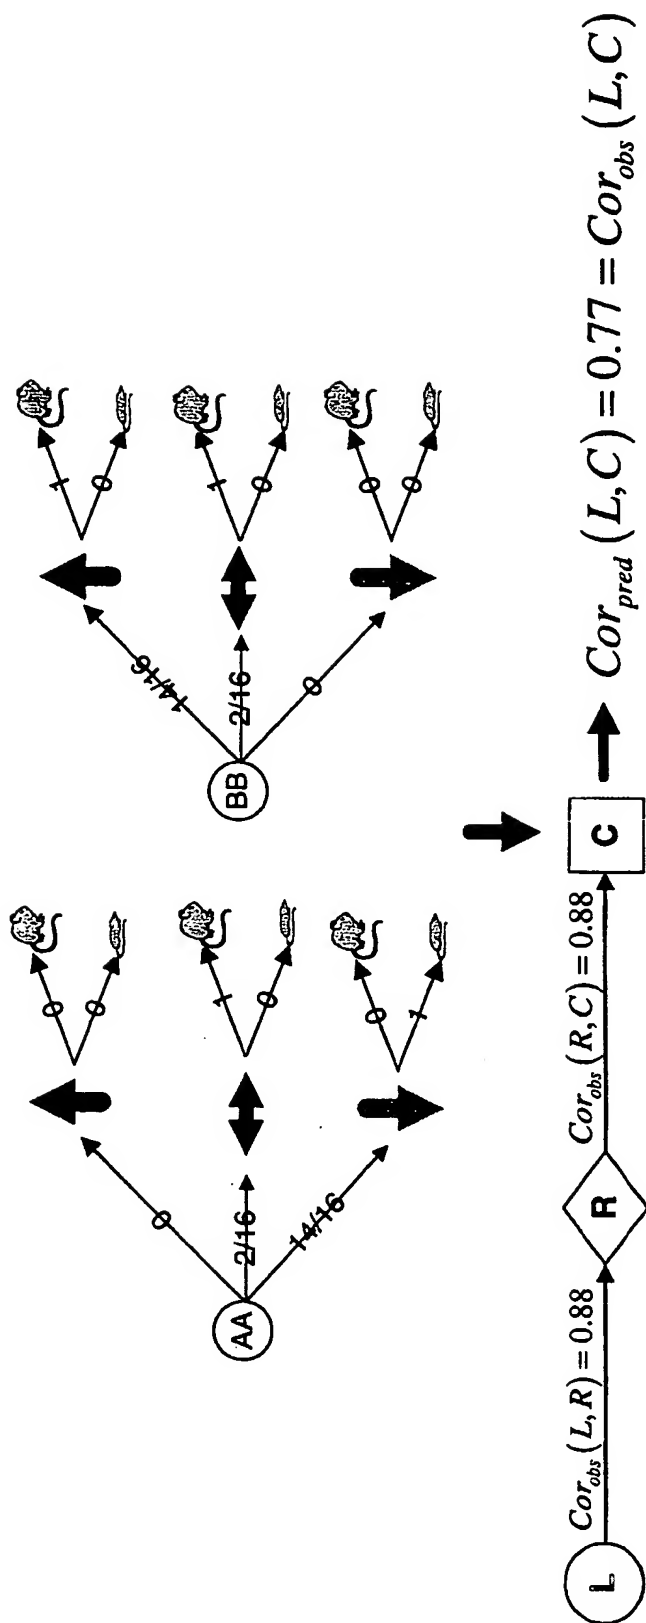 0
2/16
14/16
AA
0
0
1
0
0
1
14/16
2/16
0
BB
1
0
1
0
0
0
L
Cor_obs (L, R) = 0.88
R
Cor_obs (R, C) = 0.88
C
Cor_pred (L, C) = 0.77 = Cor_obs (L, C)